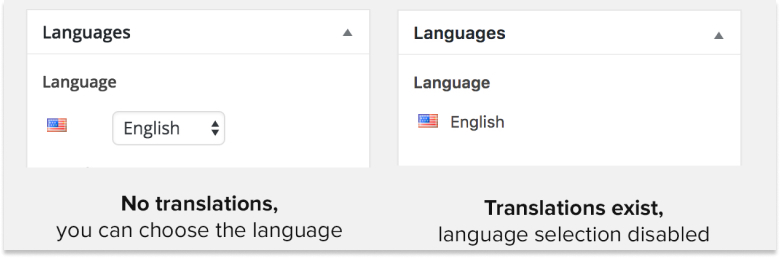 Languages
Language
English
No translations,
you can choose the language
Languages
Language
English
Translations exist,
language selection disabled